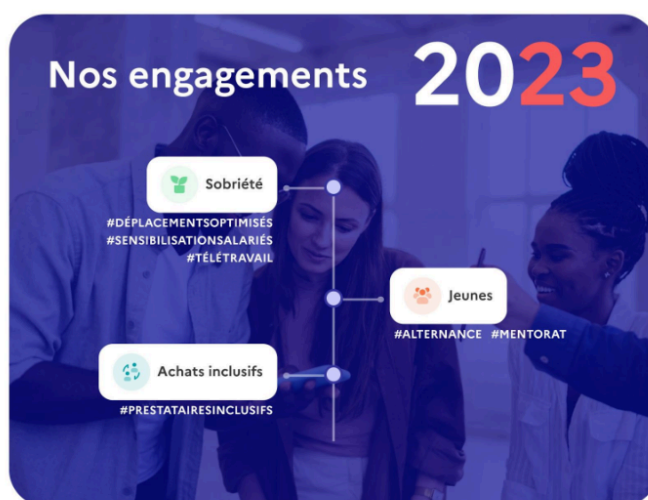 Nos engagements 2023
Sobriété
#DÉPLACEMENTSOPTIMISÉS
#SENSIBILISATIONSALARIÉS
#TÉLÉTRAVAIL
Jeunes
#ALTERNANCE #MENTORAT
Achats inclusifs
#PRESTATAIRESINCLUSIFS